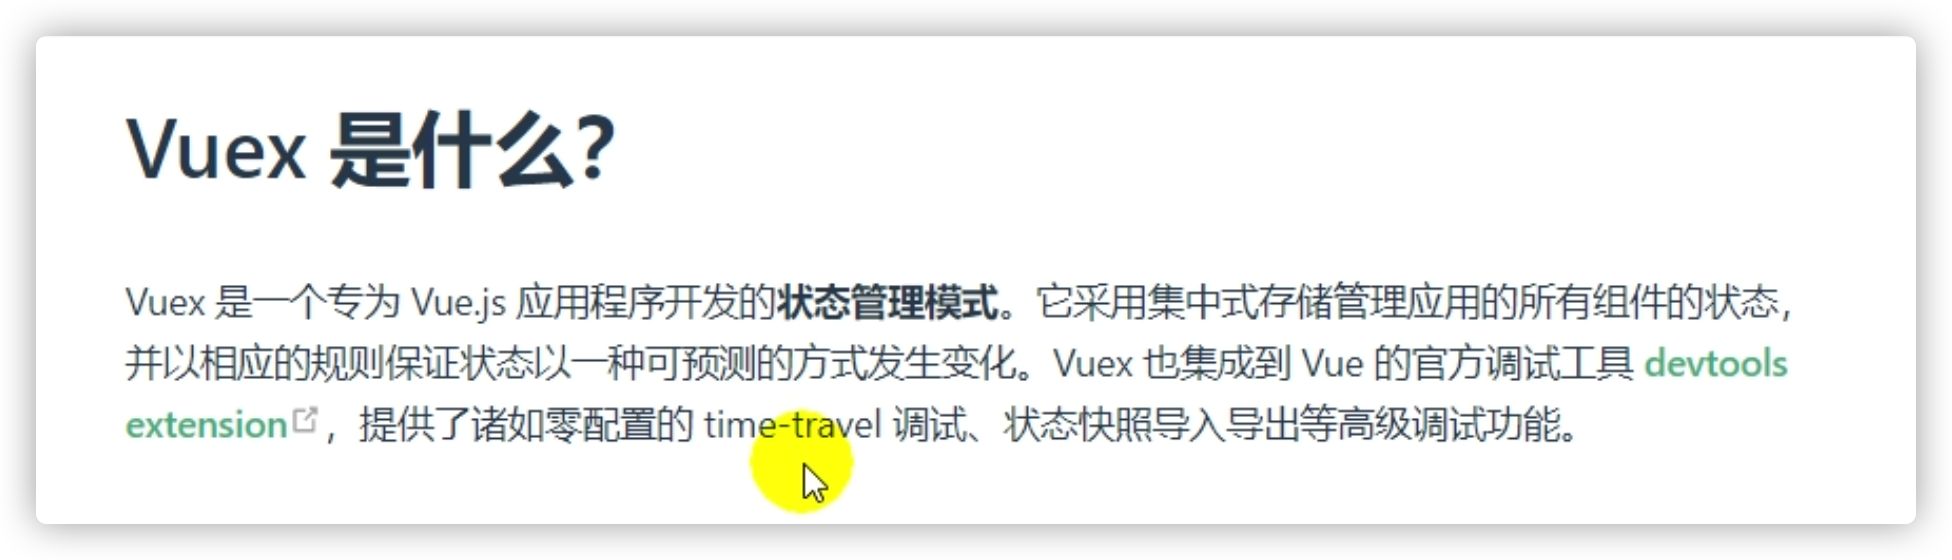 Vuex 是什么？
Vuex 是一个专为 Vue.js 应用程序开发的状态管理模式。它采用集中式存储管理应用的所有组件的状态，
并以相应的规则保证状态以一种可预测的方式发生变化。Vuex 也集成到 Vue 的官方调试工具 devtools
extension，提供了诸如零配置的 time-travel 调试、状态快照导入导出等高级调试功能。